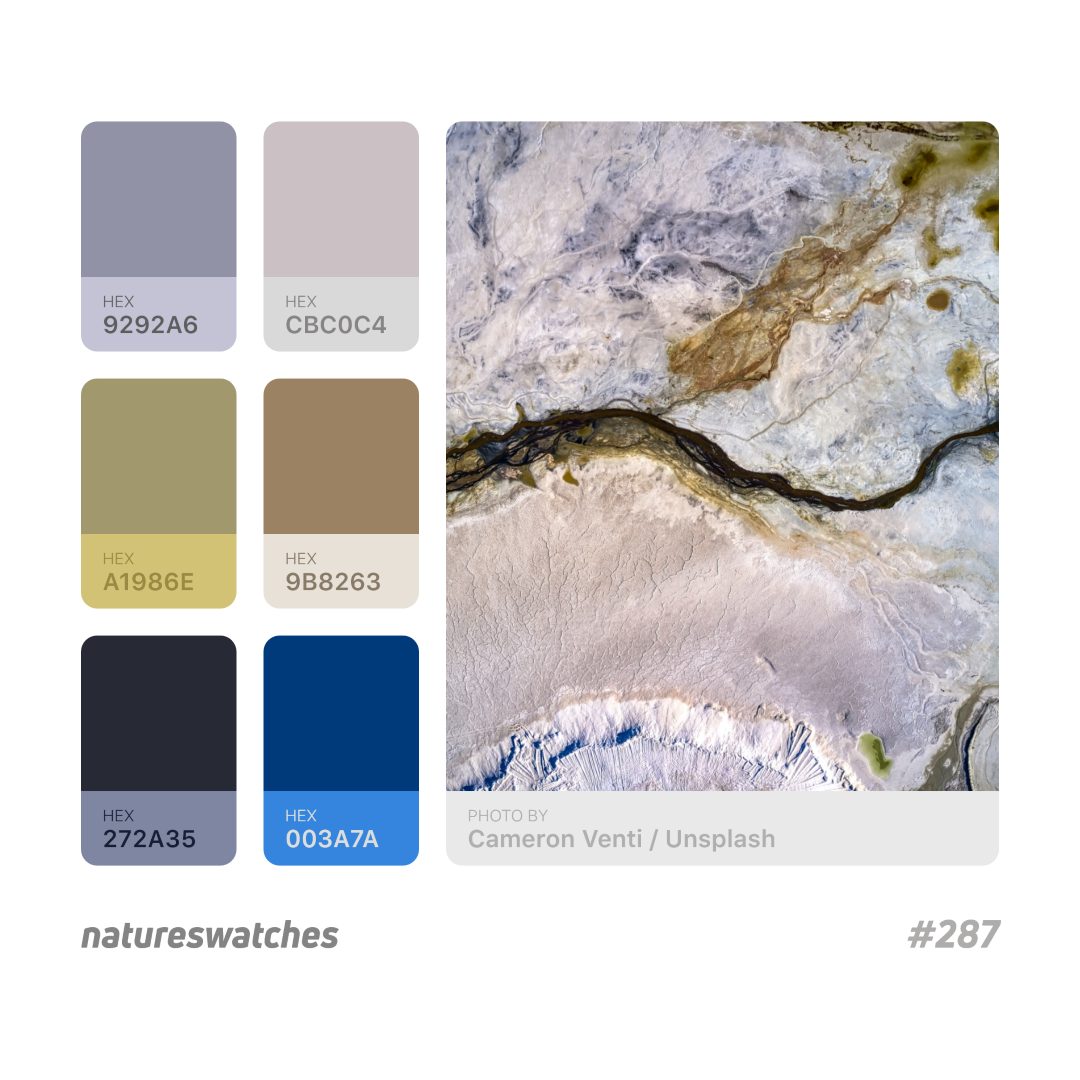 HEX
9292A6
HEX
CBC0C4
HEX
A1986E
HEX
9B8263
HEX
272A35
HEX
003A7A
PHOTO BY
Cameron Venti / Unsplash
natureswatches
#287